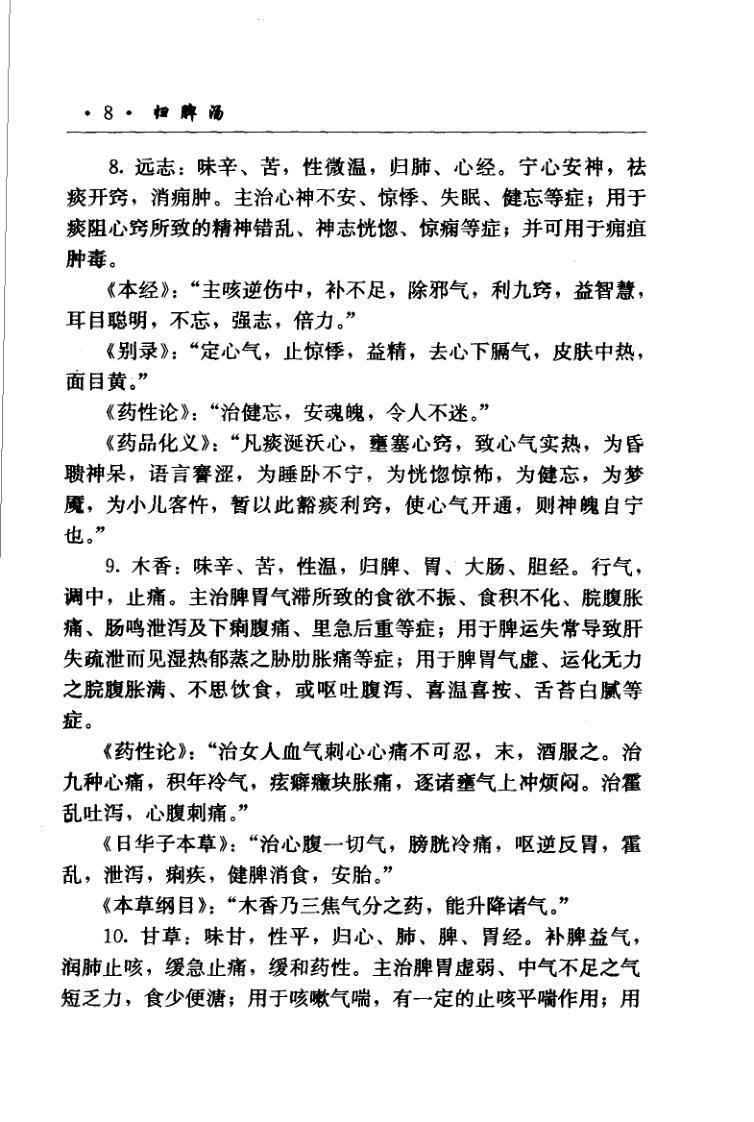 ·8· 归脾汤
8. 远志：味辛、苦，性微温，归肺、心经。宁心安神，祛
痰开窍，消痈肿。主治心神不安、惊悸、失眠、健忘等症；用于
痰阻心窍所致的精神错乱、神志恍惚、惊痫等症；并可用于痈疽
肿毒。
《本经》：“主咳逆伤中，补不足，除邪气，利九窍，益智慧，
耳目聪明，不忘，强志，倍力。”
《别录》：“定心气，止惊悸，益精，去心下膈气，皮肤中热，
面目黄。”
《药性论》：“治健忘，安魂魄，令人不迷。”
《药品化义》：“凡痰涎沃心，壅塞心窍，致心气实热，为昏
聩神呆，语言謇涩，为睡卧不宁，为恍惚惊怖，为健忘，为梦
魇，为小儿客忤，暂以此豁痰利窍，使心气开通，则神魄自宁
也。”
9. 木香：味辛、苦，性温，归脾、胃、大肠、胆经。行气，
调中，止痛。主治脾胃气滞所致的食欲不振、食积不化、脘腹胀
痛、肠鸣泄泻及下痢腹痛、里急后重等症；用于脾运失常导致肝
失疏泄而见湿热郁蒸之胁肋胀痛等症；用于脾胃气虚、运化无力
之脘腹胀满、不思饮食，或呕吐腹泻、喜温喜按、舌苔白腻等
症。
《药性论》：“治女人血气刺心心痛不可忍，末，酒服之。治
九种心痛，积年冷气，痃癖癥块胀痛，逐诸壅气上冲烦闷。治霍
乱吐泻，心腹刺痛。”
《日华子本草》：“治心腹一切气，膀胱冷痛，呕逆反胃，霍
乱，泄泻，痢疾，健脾消食，安胎。”
《本草纲目》：“木香乃三焦气分之药，能升降诸气。”
10. 甘草：味甘，性平，归心、肺、脾、胃经。补脾益气，
润肺止咳，缓急止痛，缓和药性。主治脾胃虚弱、中气不足之气
短乏力，食少便溏；用于咳嗽气喘，有一定的止咳平喘作用；用